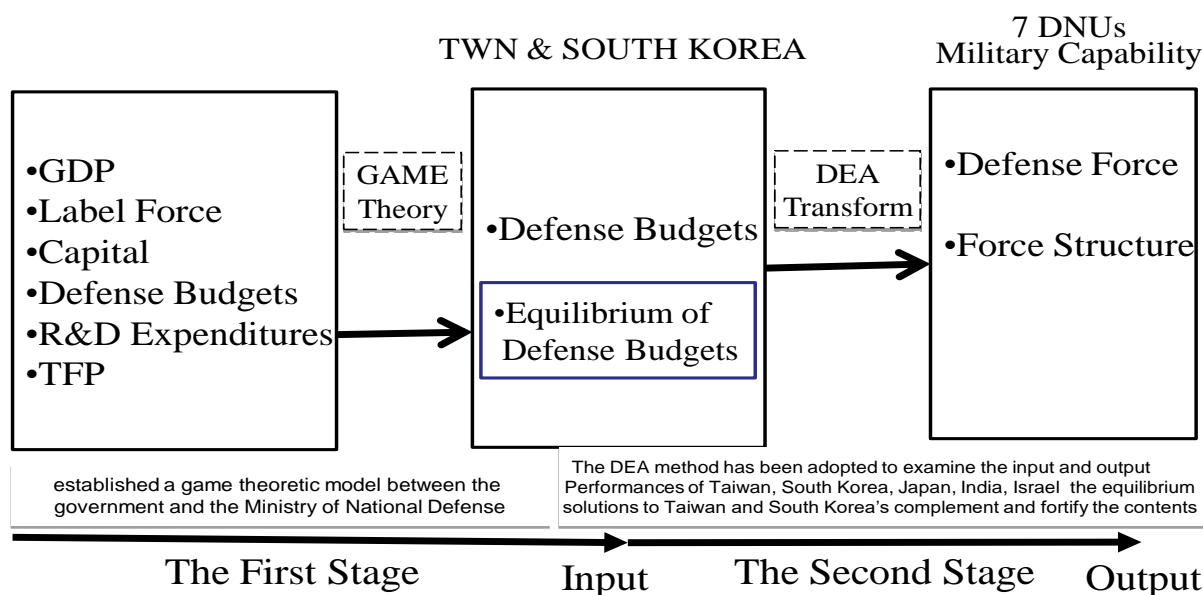 7 DNUs
TWN & SOUTH KOREA
Military Capability
•GDP
•Label Force
•Capital
•Defense Budgets
•R&D Expenditures
•TFP
GAME
Theory
•Defense Budgets
•Equilibrium of
Defense Budgets
DEA
Transform
•Defense Force
•Force Structure
established a game theoretic model between the
government and the Ministry of National Defense
The DEA method has been adopted to examine the input and output
Performances of Taiwan, South Korea, Japan, India, Israel the equilibrium
solutions to Taiwan and South Korea's complement and fortify the contents
The First Stage
Input
The Second Stage
Output